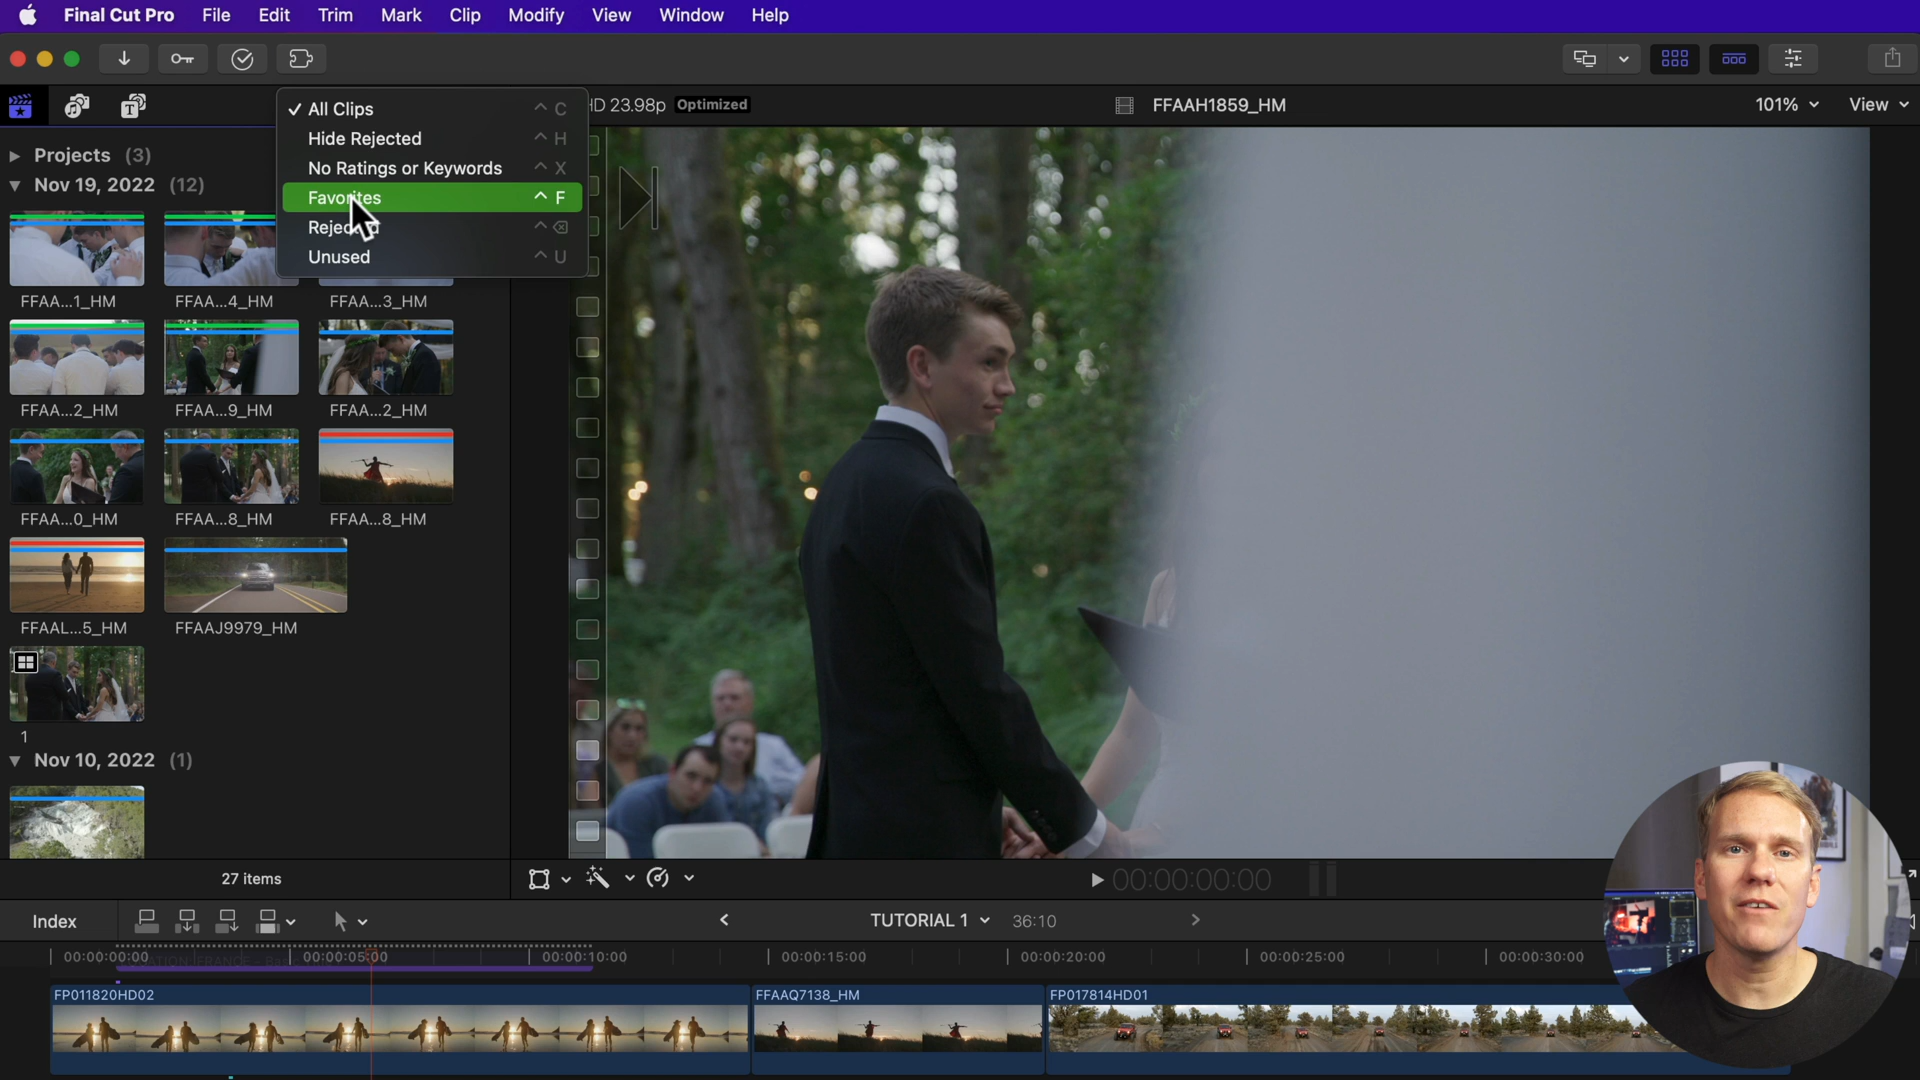 Final Cut Pro File Edit Trim Mark Clip Modify View Window Help
HD 23.98p Optimized
FFAAH1859_HM
101% View
All Clips ^ C
Hide Rejected ^ H
No Ratings or Keywords ^ X
Favorites ^ F
Rejected ^
Unused ^ U
Projects (3)
Nov 19, 2022 (12)
FFAA...1_HM FFAA...4_HM FFAA...3_HM
FFAA...2_HM FFAA...9_HM FFAA...2_HM
FFAA...0_HM FFAA...8_HM FFAA...8_HM
FFAAL...5_HM FFAAJ9979_HM
1
Nov 10, 2022 (1)
27 items
00:00:00:00
Index
TUTORIAL 1 36:10
00:00:00:00 00:00:05:00 00:00:10:00 00:00:15:00 00:00:20:00 00:00:25:00 00:00:30:00
FP011820HD02 FFAAQ7138_HM FP017814HD01